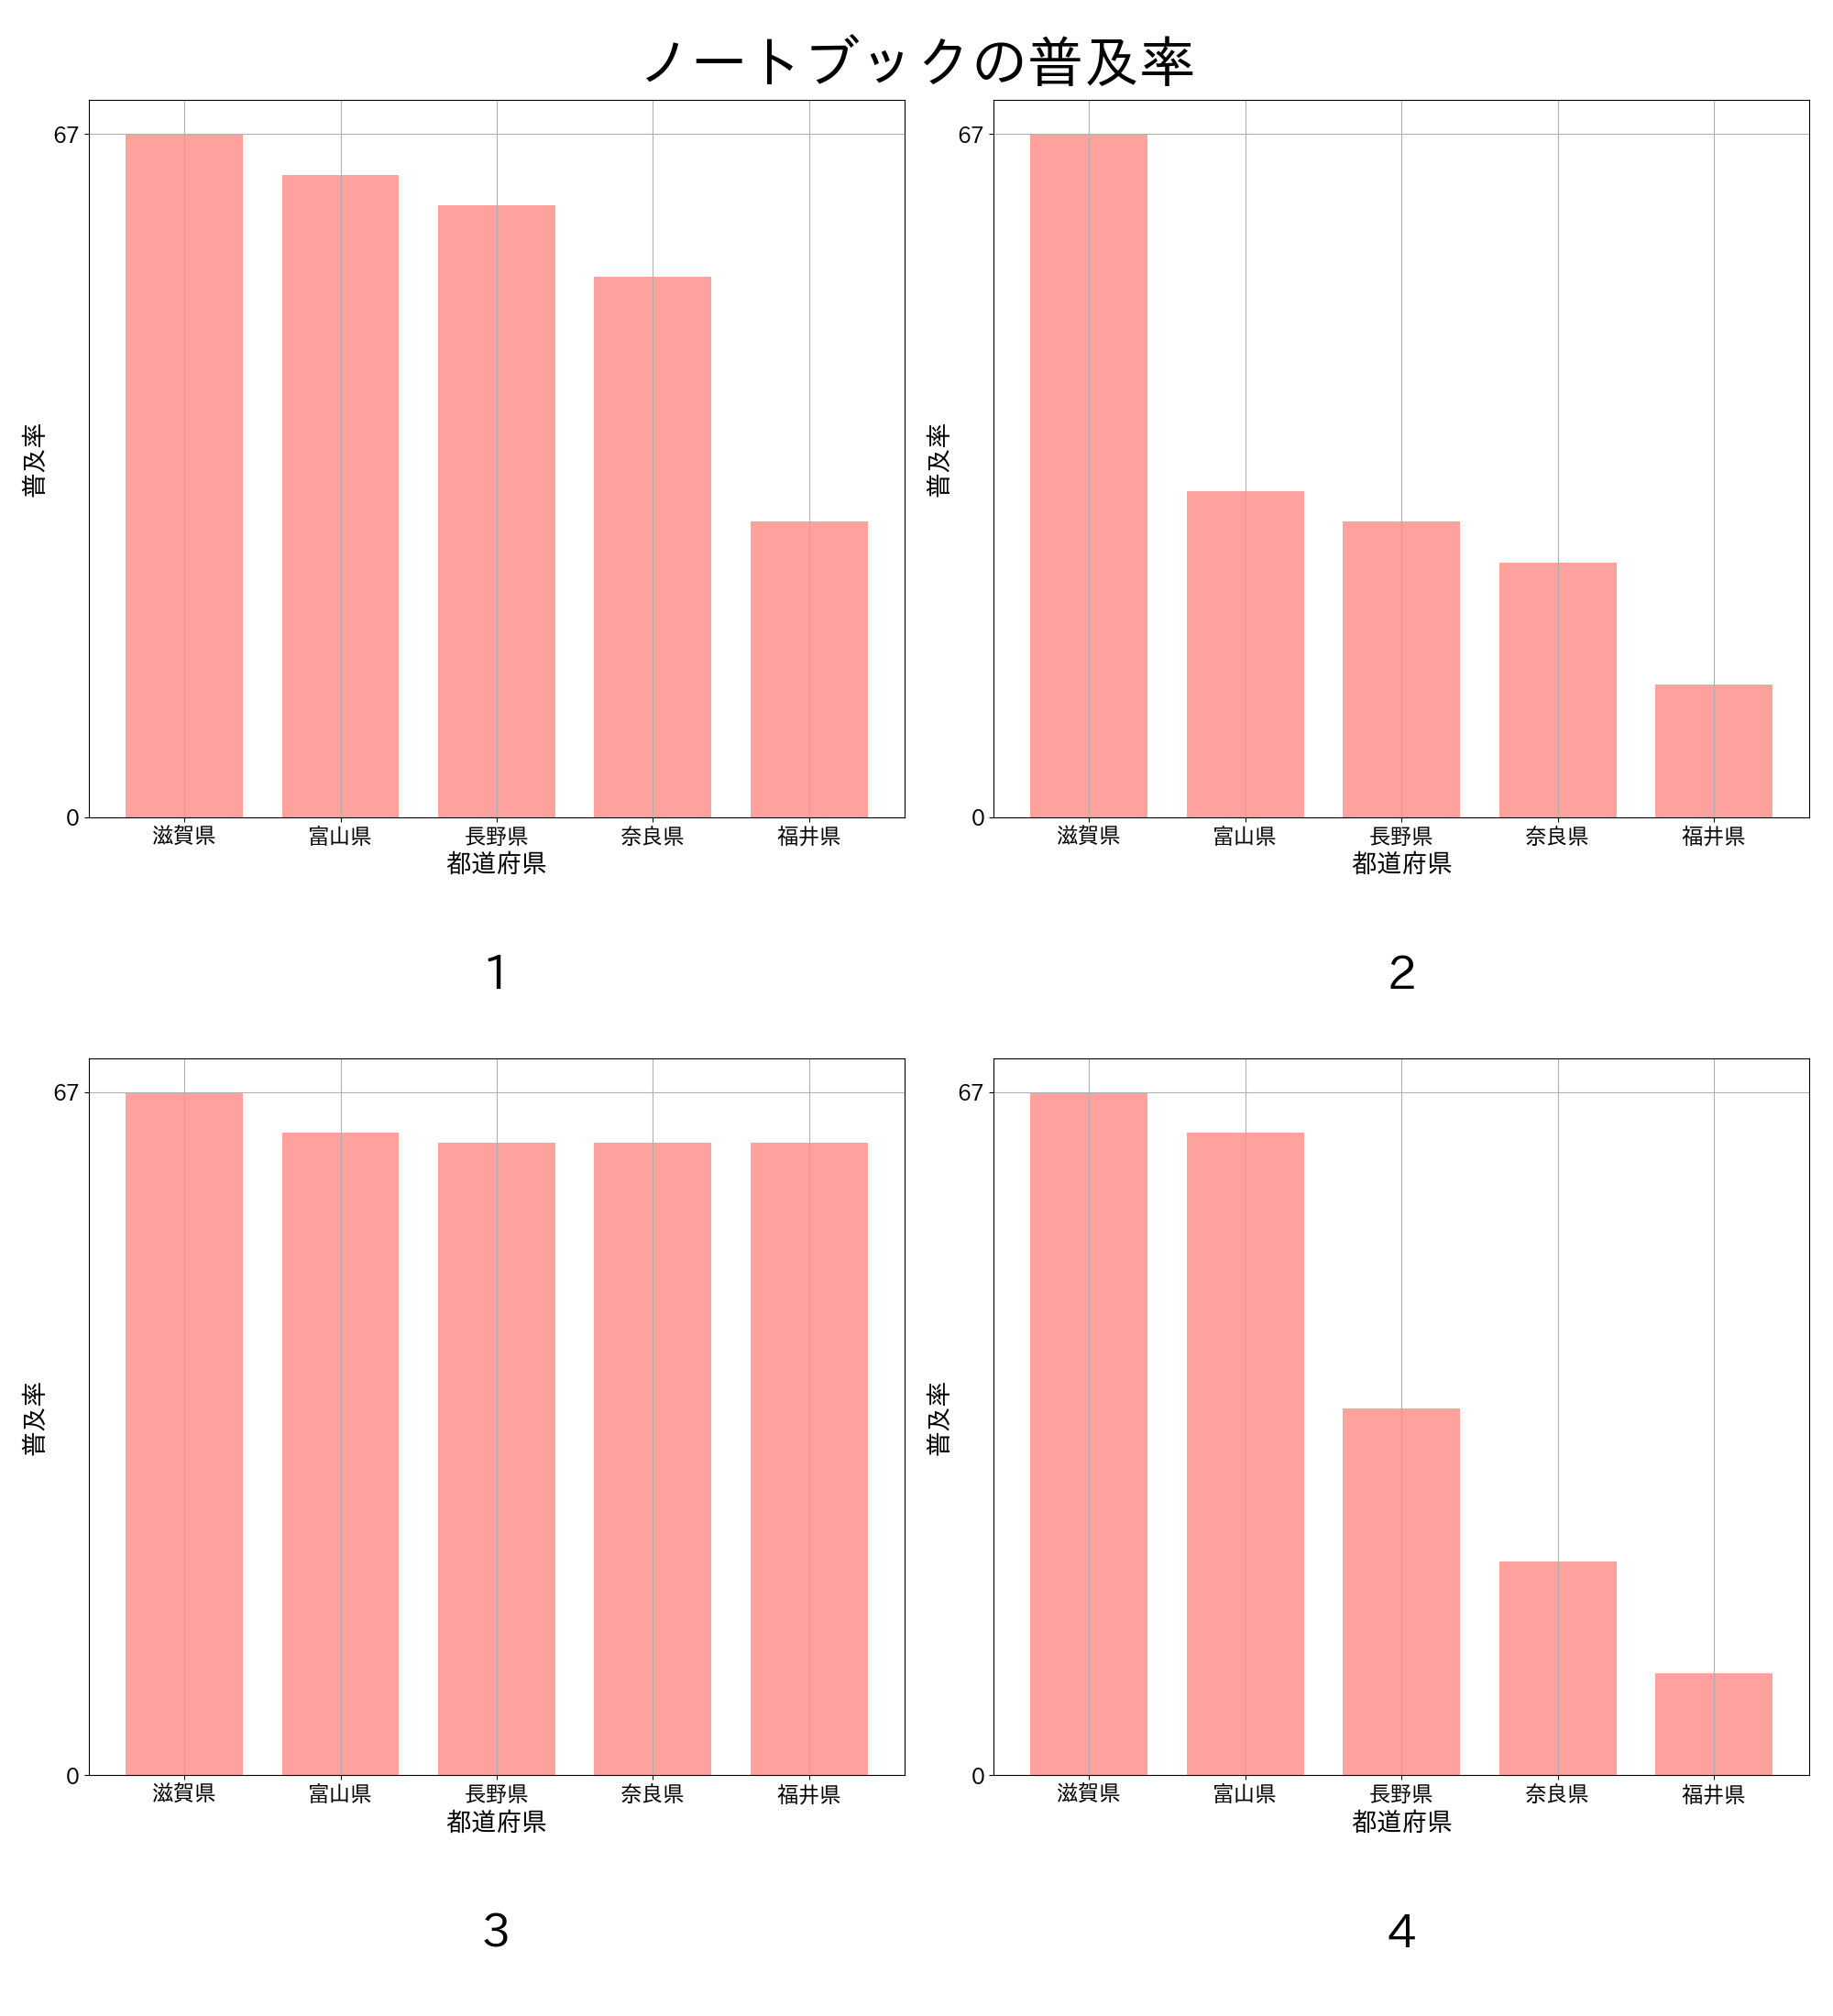 ノートブックの普及率
67
0
普及率
滋賀県 富山県 長野県 奈良県 福井県
都道府県
1
67
0
普及率
滋賀県 富山県 長野県 奈良県 福井県
都道府県
2
67
0
普及率
滋賀県 富山県 長野県 奈良県 福井県
都道府県
3
67
0
普及率
滋賀県 富山県 長野県 奈良県 福井県
都道府県
4